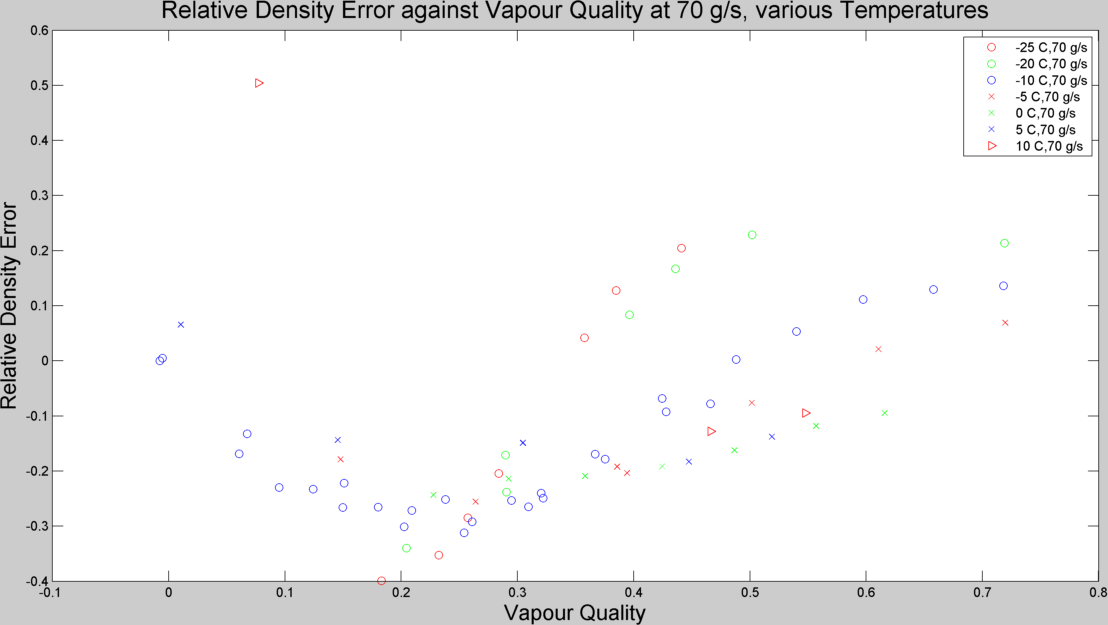 Relative Density Error against Vapour Quality at 70 g/s, various Temperatures
0.6
0.5
0.4
0.3
0.2
0.1
0
-0.1
-0.2
-0.3
-0.4
Relative Density Error
-25 C,70 g/s
-20 C,70 g/s
-10 C,70 g/s
-5 C,70 g/s
0 C,70 g/s
5 C,70 g/s
10 C,70 g/s
-0.1 0 0.1 0.2 0.3 0.4 0.5 0.6 0.7 0.8
Vapour Quality